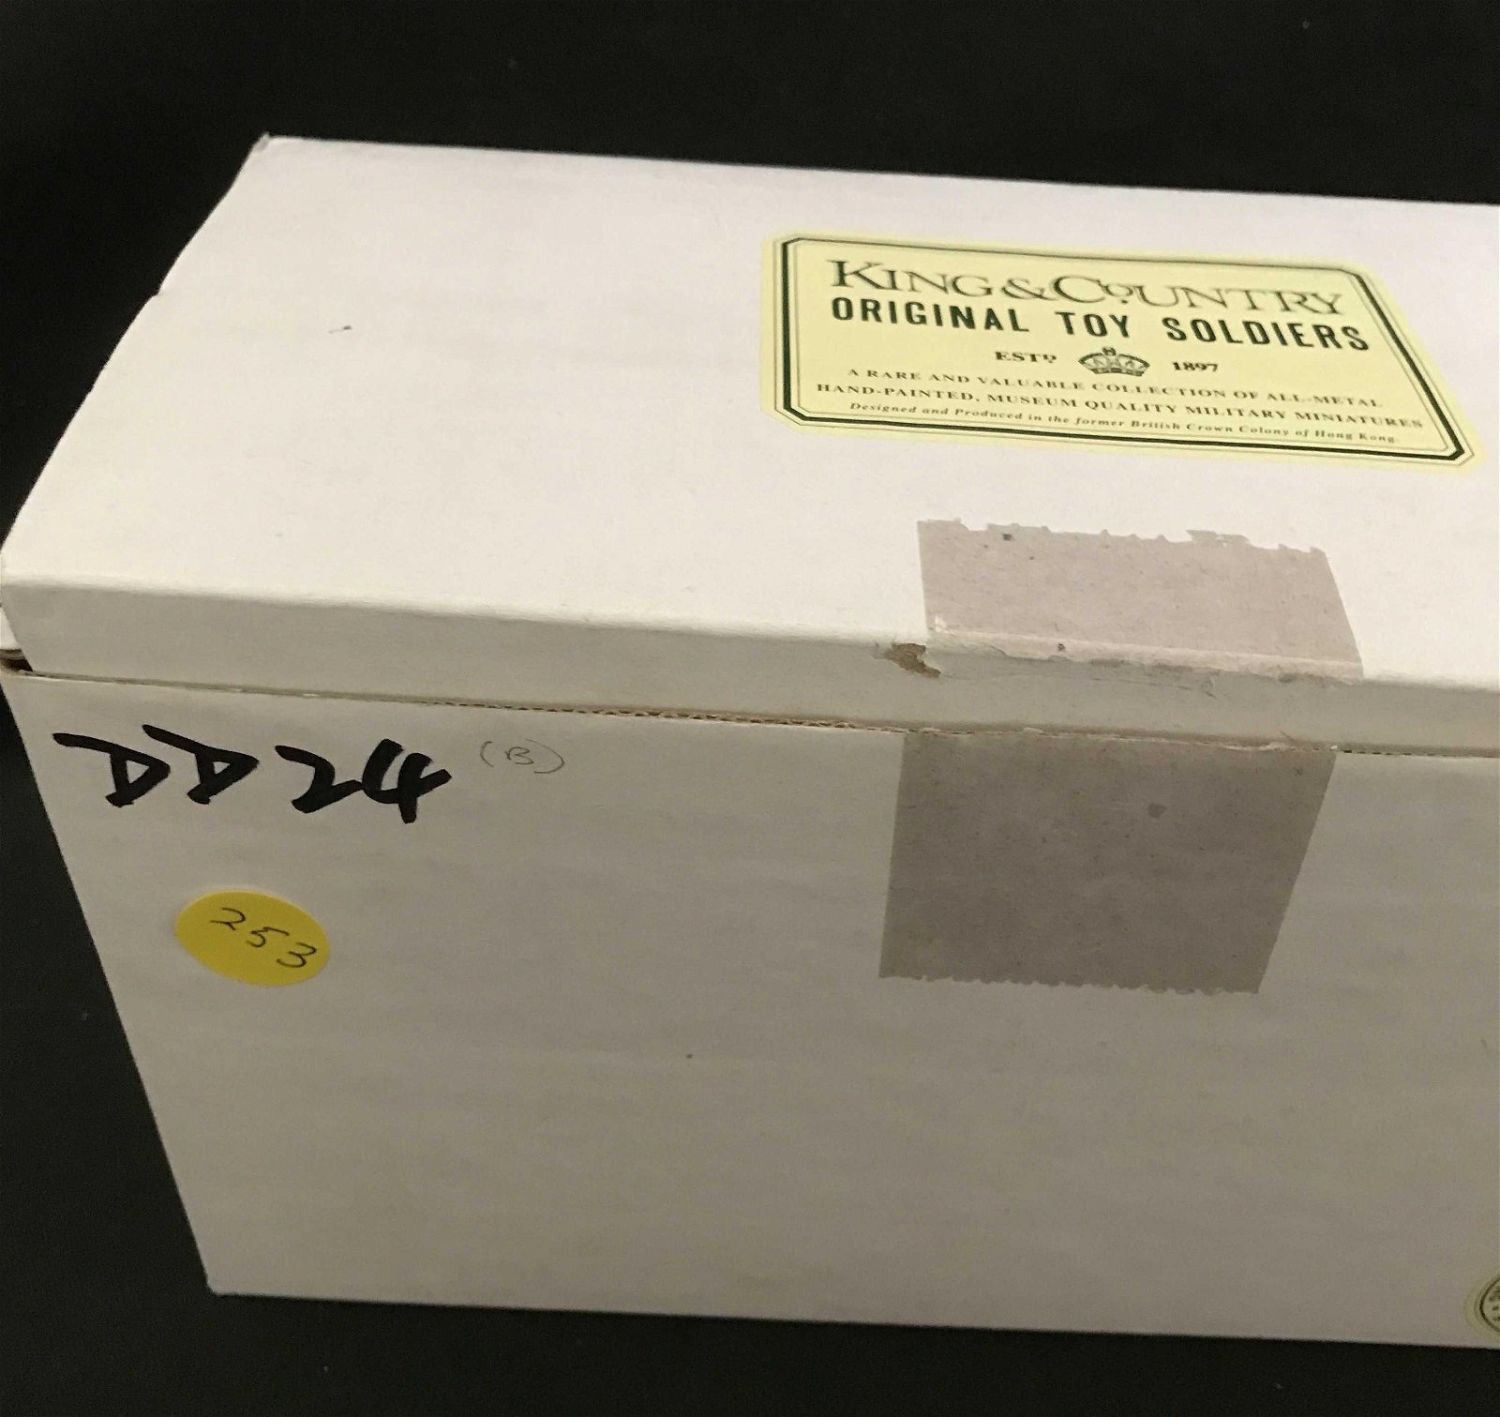 KING & COUNTRY
ORIGINAL TOY SOLDIERS
ESTD 1897
A RARE AND VALUABLE COLLECTION OF ALL-METAL
HAND-PAINTED, MUSEUM QUALITY MILITARY MINIATURES
Designed and Produced in the former British Crown Colony of Hong Kong.
DD24 (B)
253